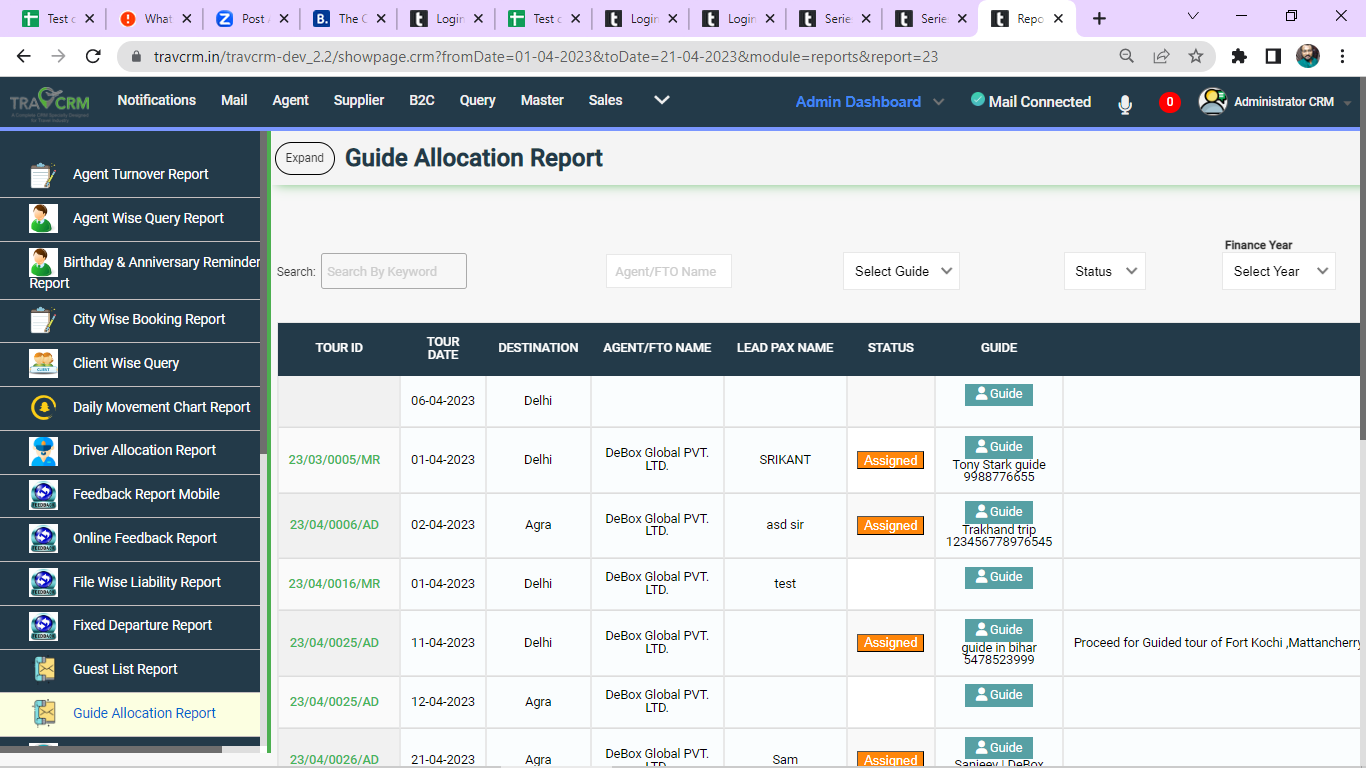 Test c
What
Post A
The C
Login
Test c
Login
Login
Serie
Serie
Repo
travcrm.in/travcrm-dev_2.2/showpage.crm?fromDate=01-04-2023&toDate=21-04-2023&module=reports&report=23
TRAVCRM
Notifications Mail Agent Supplier B2C Query Master Sales Admin Dashboard Mail Connected 0 Administrator CRM
Agent Turnover Report
Agent Wise Query Report
Birthday & Anniversary Reminder
Report
City Wise Booking Report
Client Wise Query
Daily Movement Chart Report
Driver Allocation Report
Feedback Report Mobile
Online Feedback Report
File Wise Liability Report
Fixed Departure Report
Guest List Report
Guide Allocation Report
Expand Guide Allocation Report
Finance Year
Search: Search By Keyword Agent/FTO Name Select Guide Status Select Year
TOUR ID TOUR DATE DESTINATION AGENT/FTO NAME LEAD PAX NAME STATUS GUIDE
06-04-2023 Delhi Guide
23/03/0005/MR 01-04-2023 Delhi DeBox Global PVT. LTD. SRIKANT Assigned Guide
Tony Stark guide
9988776655
23/04/0006/AD 02-04-2023 Agra DeBox Global PVT. LTD. asd sir Assigned Guide
Trakhand trip
123456778976545
23/04/0016/MR 01-04-2023 Delhi DeBox Global PVT. LTD. test Guide
23/04/0025/AD 11-04-2023 Delhi DeBox Global PVT. LTD. Assigned Guide
guide in bihar
5478523999
Proceed for Guided tour of Fort Kochi ,Mattancherry
23/04/0025/AD 12-04-2023 Agra DeBox Global PVT. LTD. Guide
23/04/0026/AD 21-04-2023 Agra DeBox Global PVT. LTD. Sam Assigned Guide
Sanjeev | DeBox